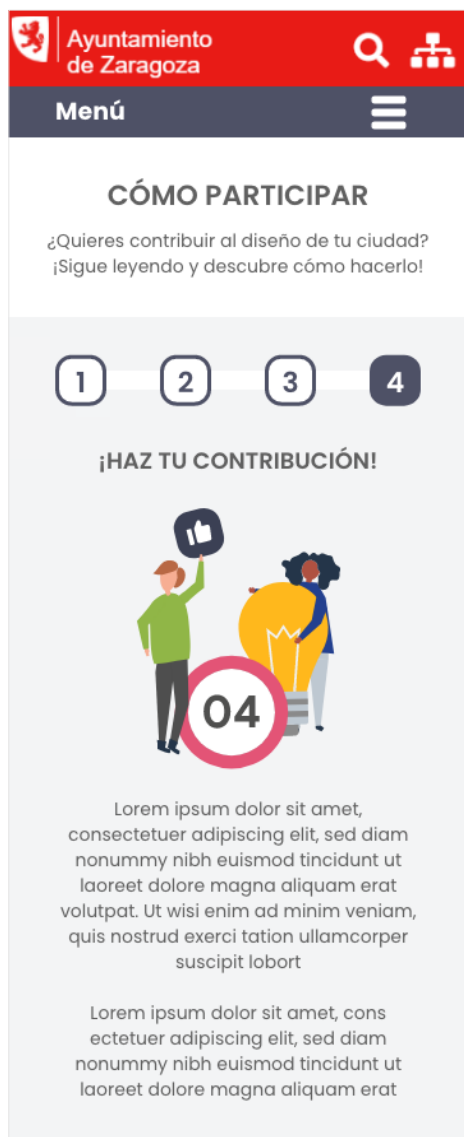 Ayuntamiento
de Zaragoza
Menú
CÓMO PARTICIPAR
¿Quieres contribuir al diseño de tu ciudad?
¡Sigue leyendo y descubre cómo hacerlo!
1 2 3 4
¡HAZ TU CONTRIBUCIÓN!
04
Lorem ipsum dolor sit amet,
consectetuer adipiscing elit, sed diam
nonummy nibh euismod tincidunt ut
laoreet dolore magna aliquam erat
volutpat. Ut wisi enim ad minim veniam,
quis nostrud exerci tation ullamcorper
suscipit lobort
Lorem ipsum dolor sit amet, cons
ectetuer adipiscing elit, sed diam
nonummy nibh euismod tincidunt ut
laoreet dolore magna aliquam erat